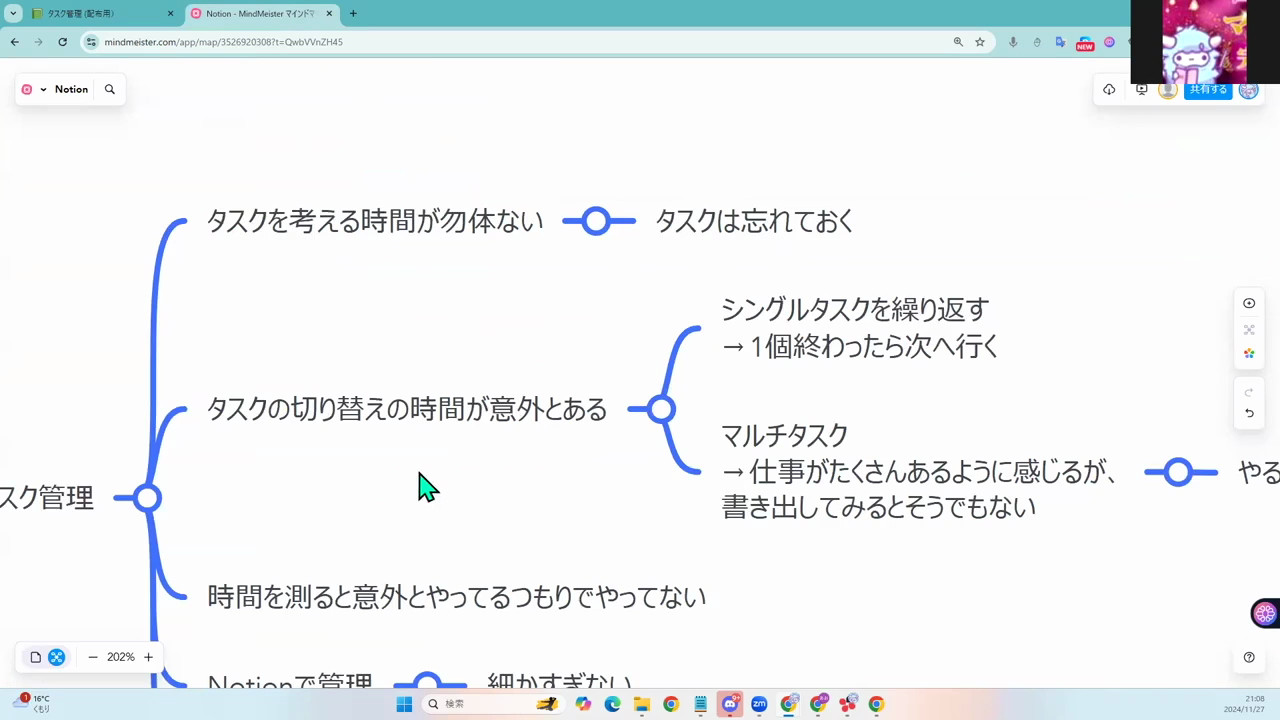 タスク管理 (配布用)
Notion - MindMeister マインドマ
mindmeister.com/app/map/3526920308?t=QwbVVnZH45
NEW
Notion
共有する
タスクを考える時間が勿体ない
タスクは忘れておく
シングルタスクを繰り返す
→ 1個終わったら次へ行く
タスクの切り替えの時間が意外とある
マルチタスク
→ 仕事がたくさんあるように感じるが、
書き出してみるとそうでもない
やる
スク管理
時間を測ると意外とやってるつもりでやってない
Notionで管理
細かすぎない
202%
16°C
くもり
検索
21:08
2024/11/27